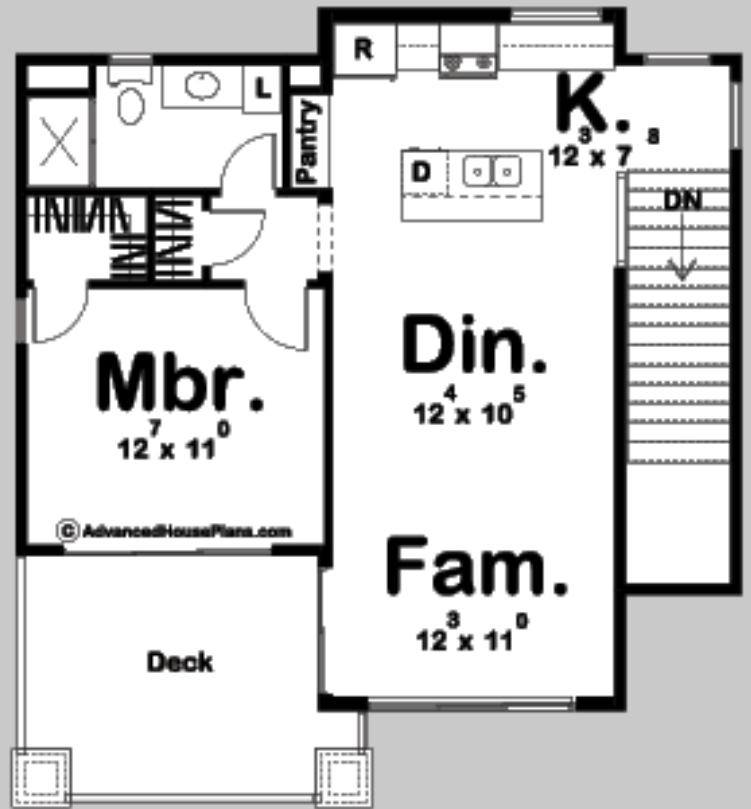 R
K.
12³ x 7⁸
L
Pantry
D
DN
Din.
12⁴ x 10⁵
Mbr.
12⁷ x 11⁰
© AdvancedHousePlans.com
Fam.
12³ x 11⁰
Deck